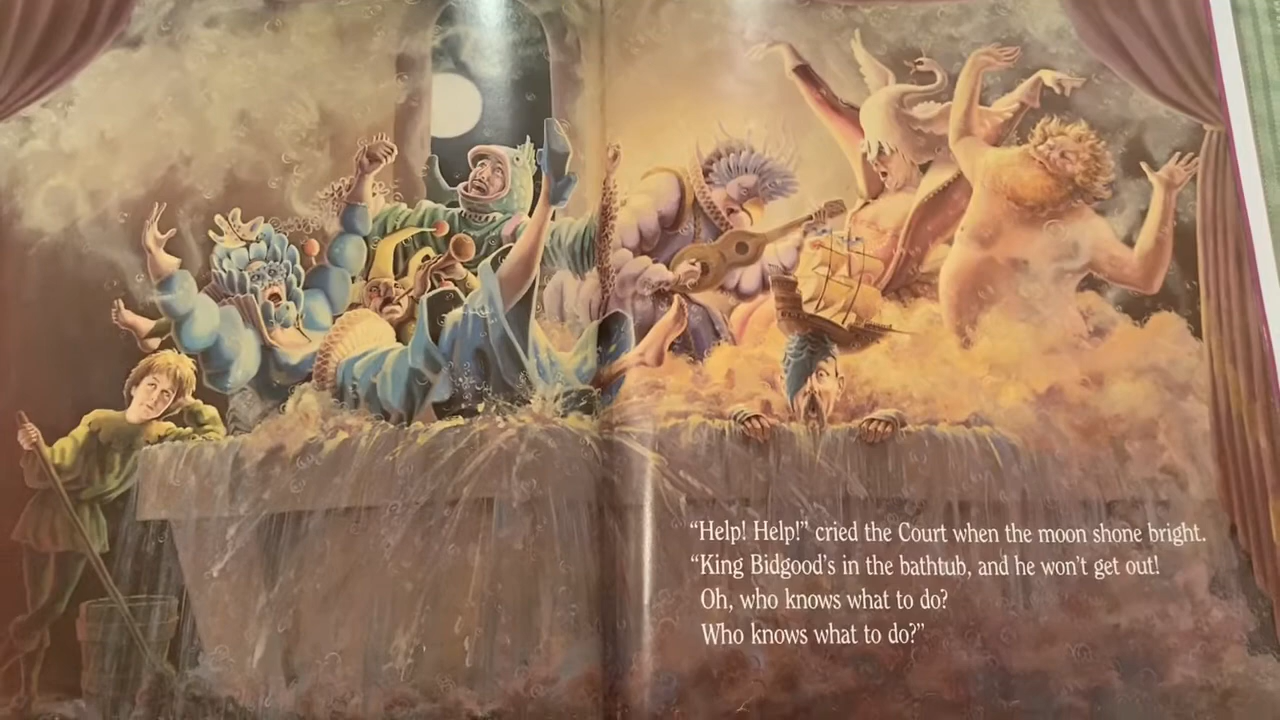 “Help! Help!” cried the Court when the moon shone bright.
“King Bidgood’s in the bathtub, and he won’t get out!
Oh, who knows what to do?
Who knows what to do?”